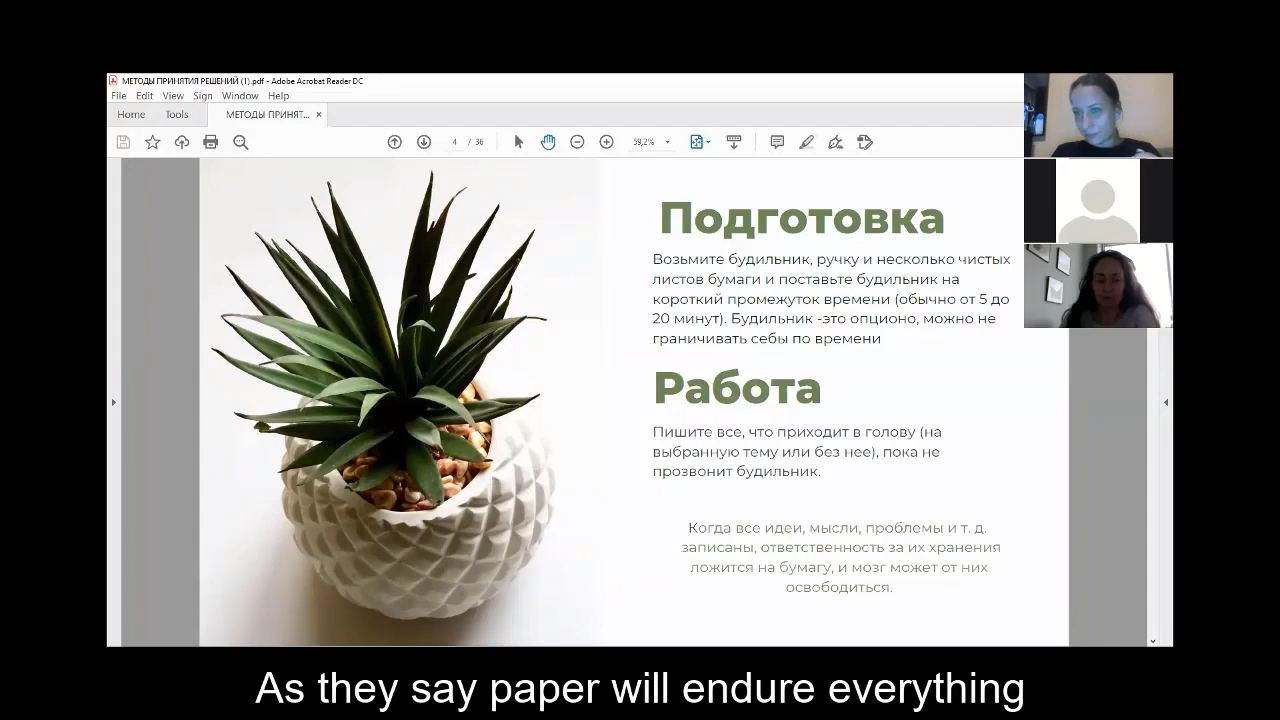 МЕТОДЫ ПРИНЯТИЯ РЕШЕНИЙ (1).pdf - Adobe Acrobat Reader DC
File Edit View Sign Window Help
Home Tools МЕТОДЫ ПРИНЯТ... ×
4 / 36 59,2%
Подготовка
Возьмите будильник, ручку и несколько чистых
листов бумаги и поставьте будильник на
короткий промежуток времени (обычно от 5 до
20 минут). Будильник -это опционо, можно не
граничивать себы по времени
Работа
Пишите все, что приходит в голову (на
выбранную тему или без нее), пока не
прозвонит будильник.
Когда все идеи, мысли, проблемы и т. д.
записаны, ответственность за их хранения
ложится на бумагу, и мозг может от них
освободиться.
As they say paper will endure everything